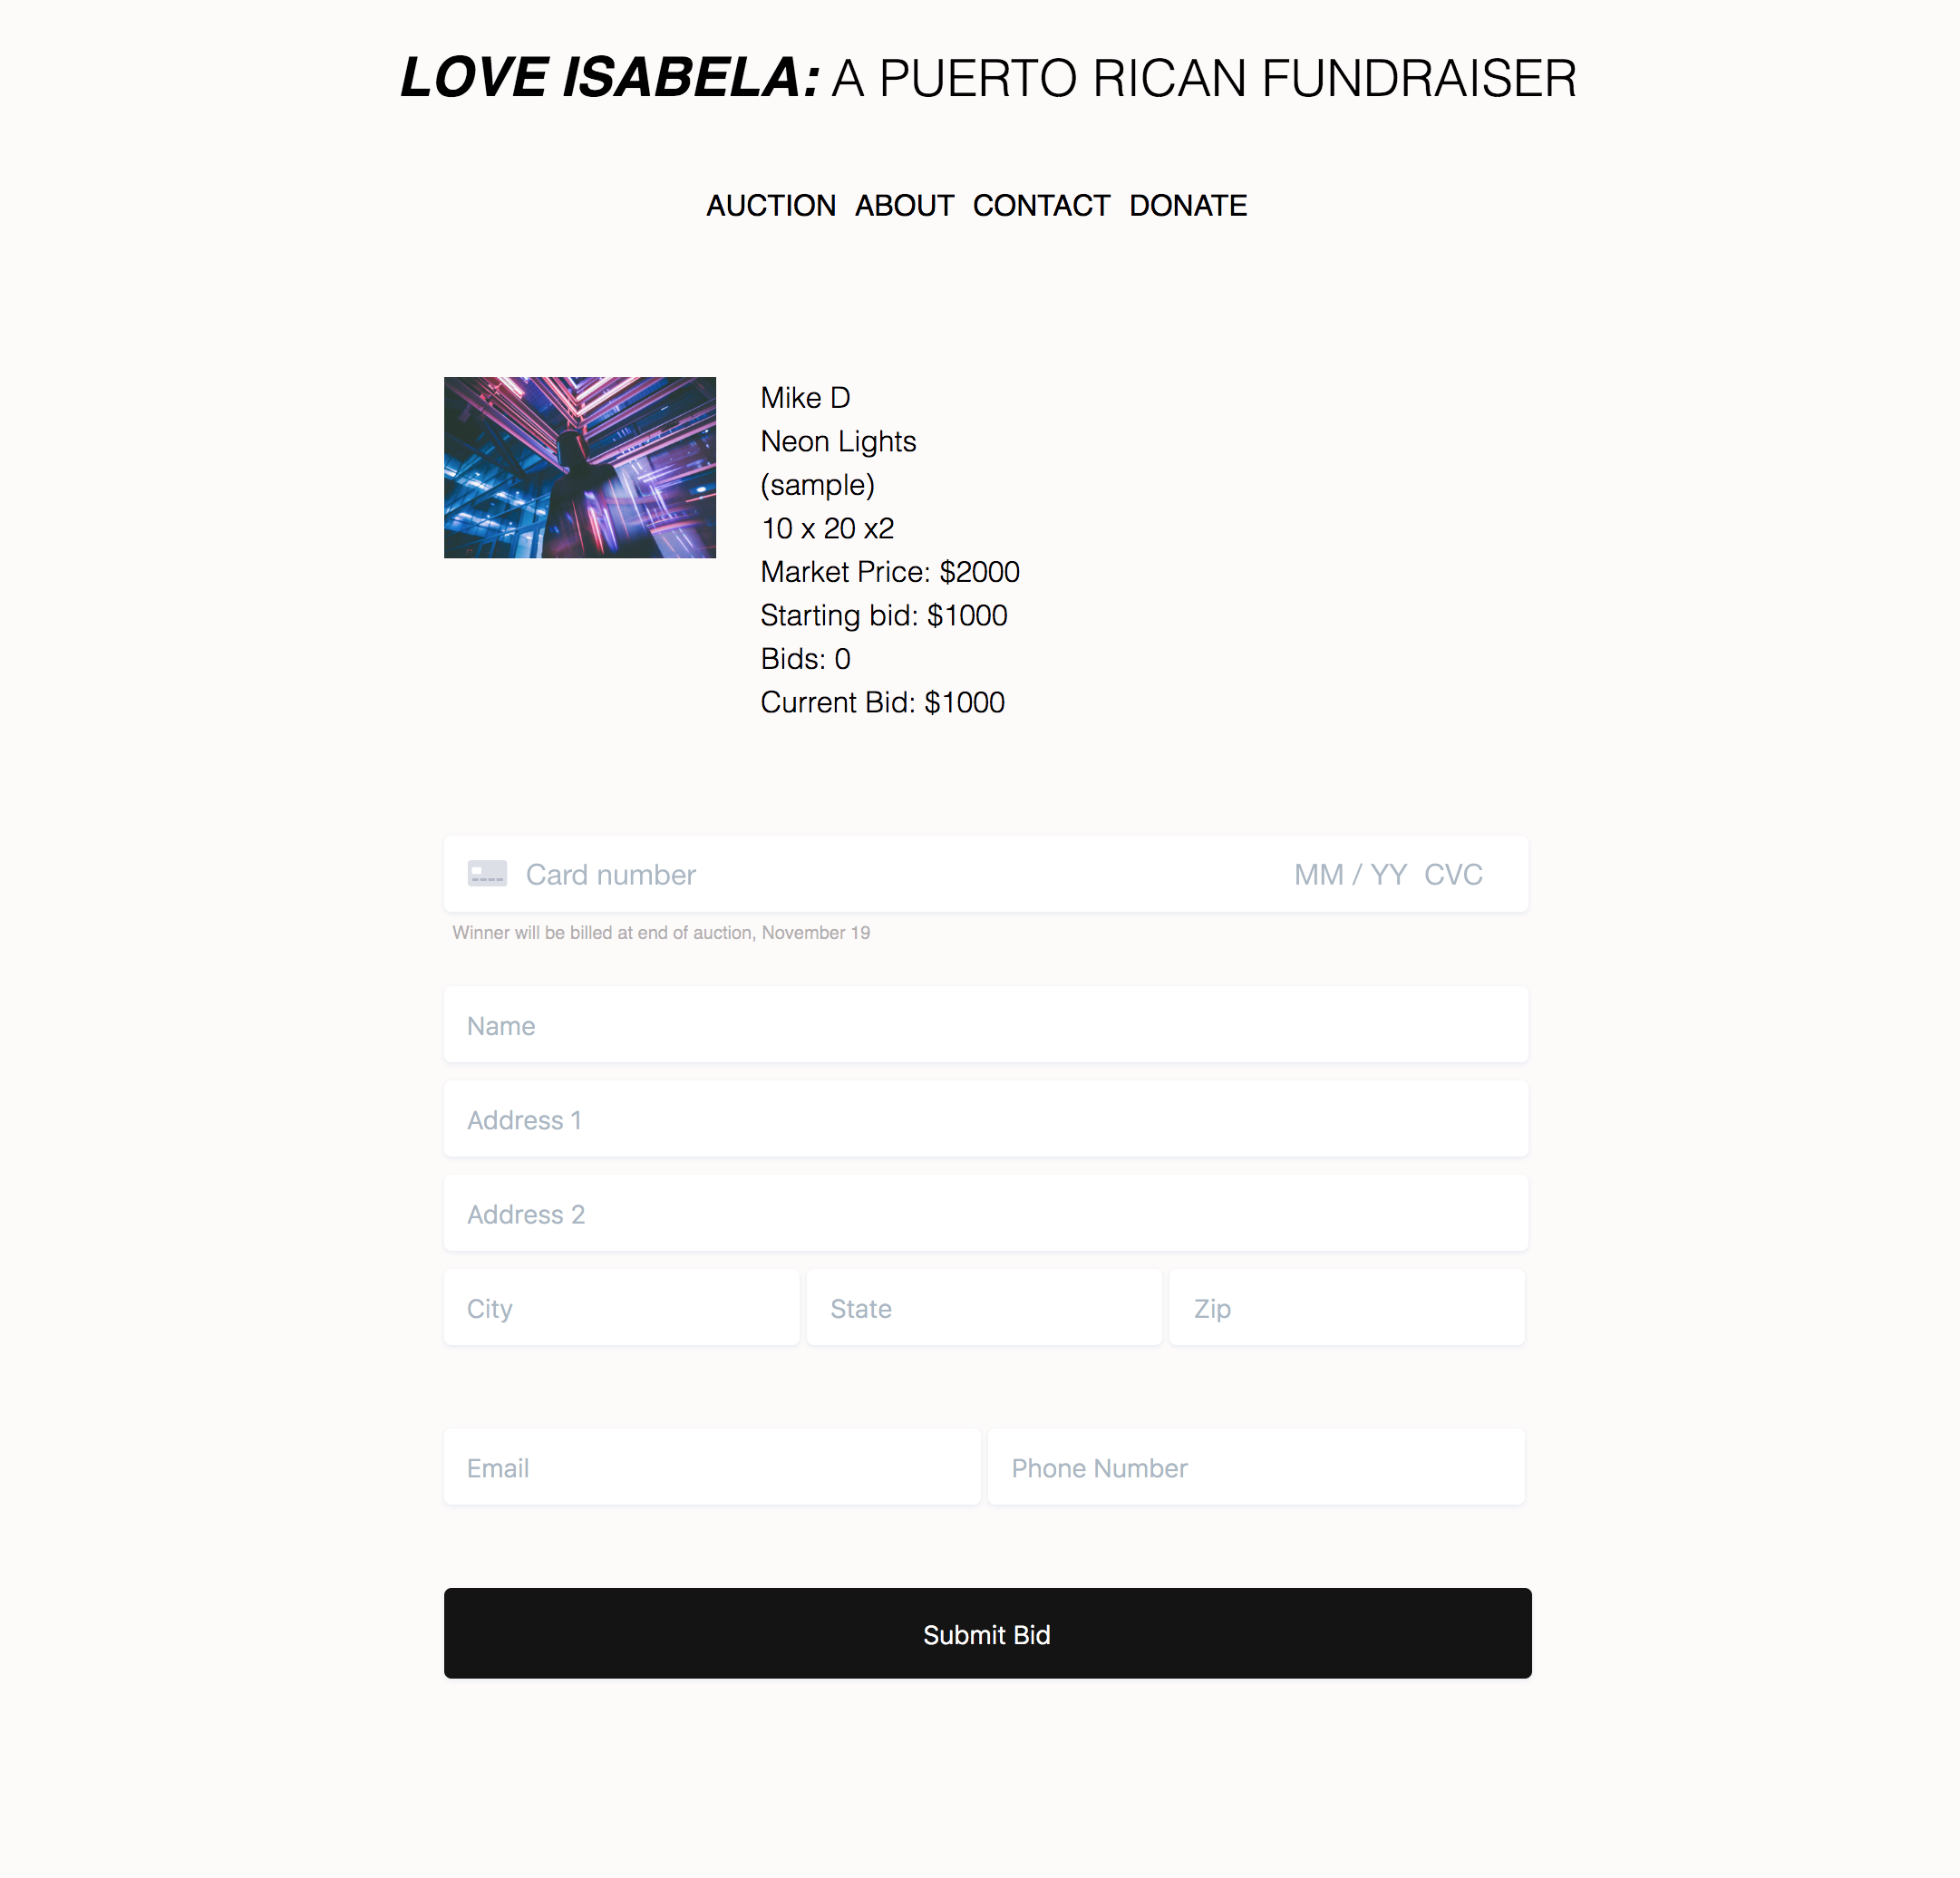 LOVE ISABELA: A PUERTO RICAN FUNDRAISER
AUCTION ABOUT CONTACT DONATE
Mike D
Neon Lights
(sample)
10 x 20 x2
Market Price: $2000
Starting bid: $1000
Bids: 0
Current Bid: $1000
Card number MM / YY CVC
Winner will be billed at end of auction, November 19
Name
Address 1
Address 2
City State Zip
Email Phone Number
Submit Bid